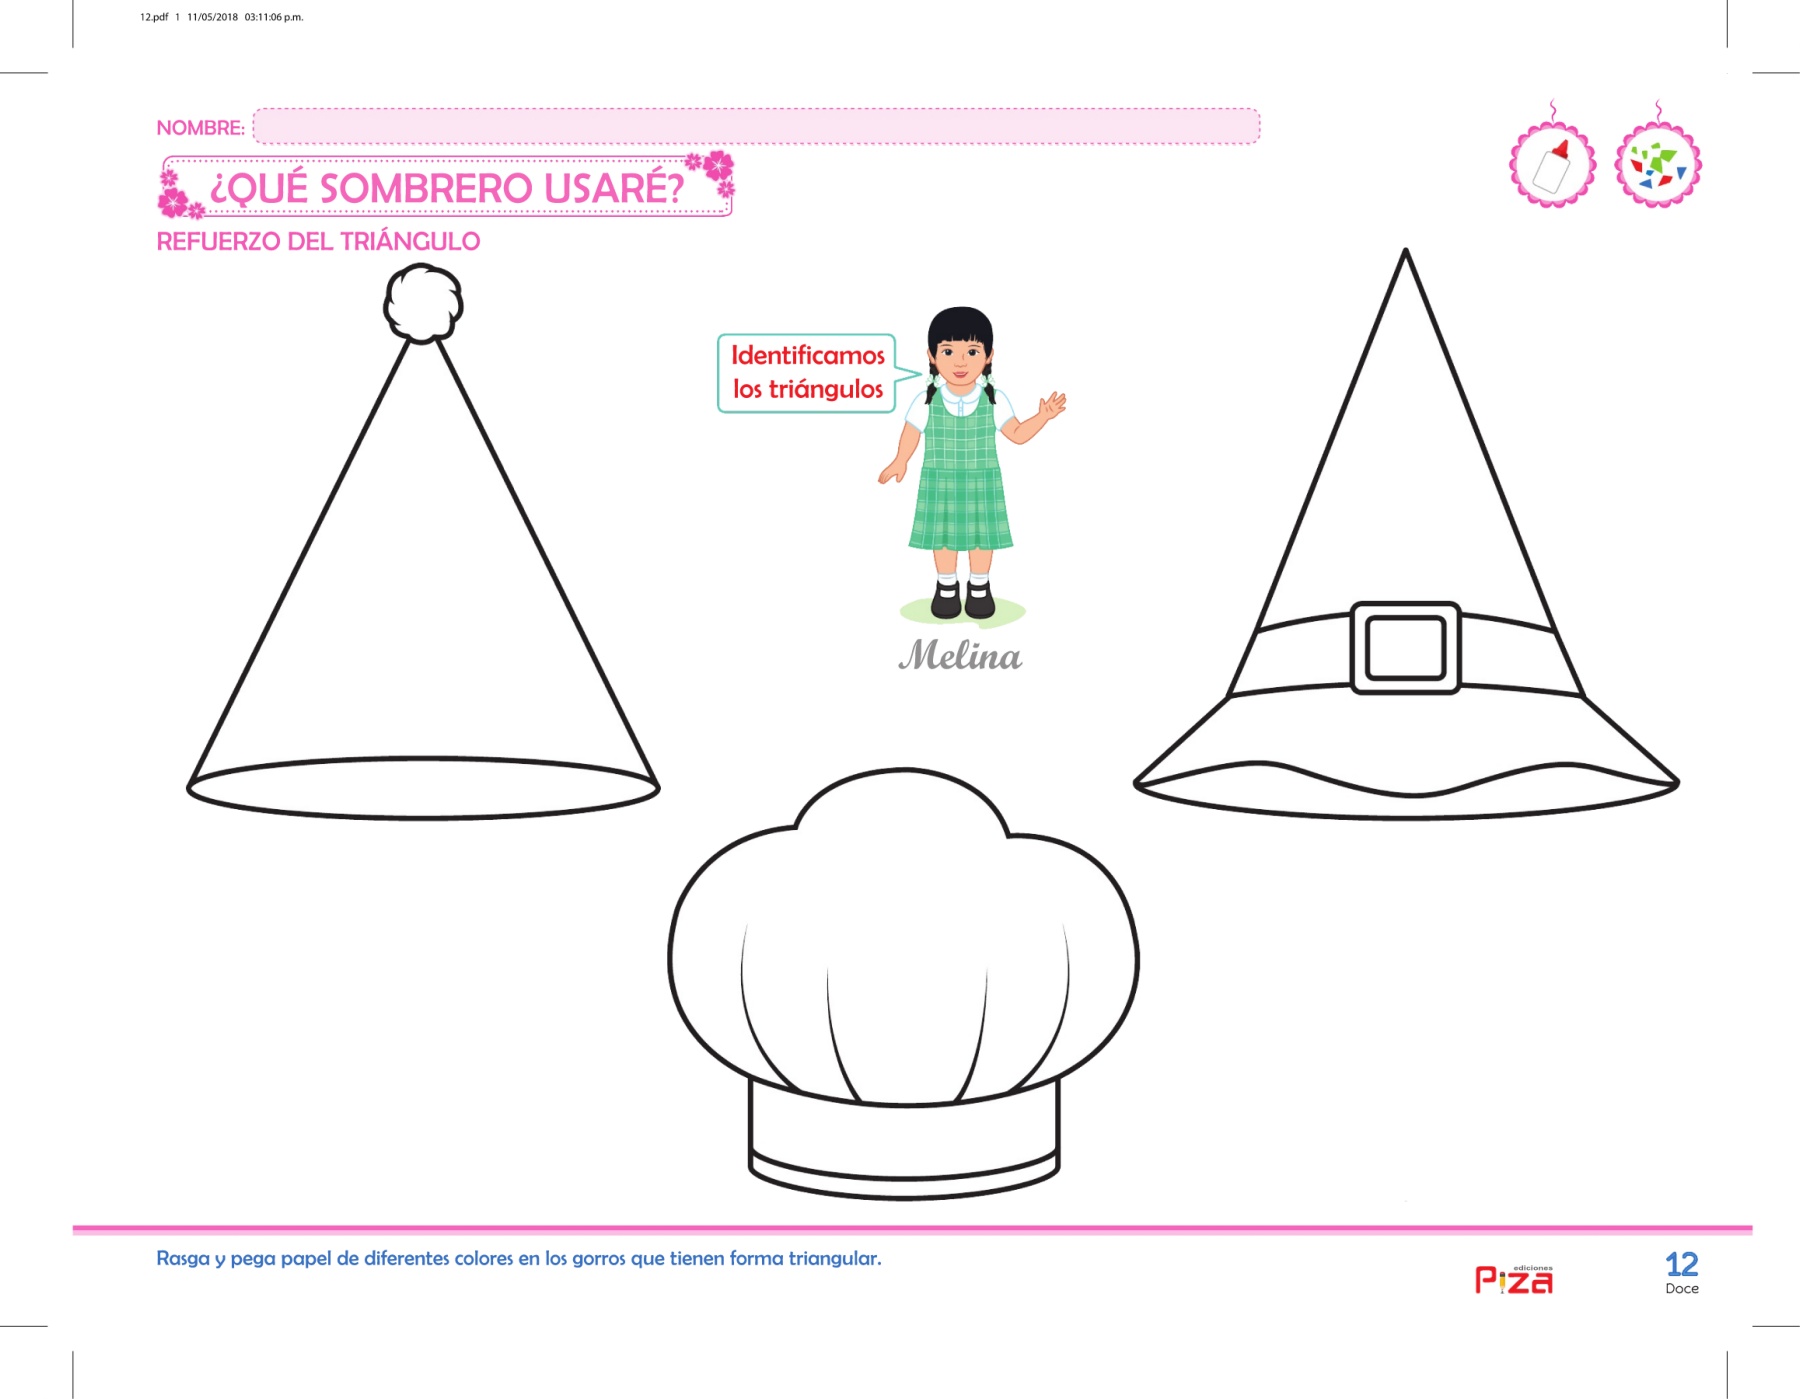 12.pdf 1 11/05/2018 03:11:06 p.m.
NOMBRE:
¿QUÉ SOMBRERO USARÉ?
REFUERZO DEL TRIÁNGULO
Identificamos
los triángulos
Melina
Rasga y pega papel de diferentes colores en los gorros que tienen forma triangular.
ediciones
Piza
12
Doce